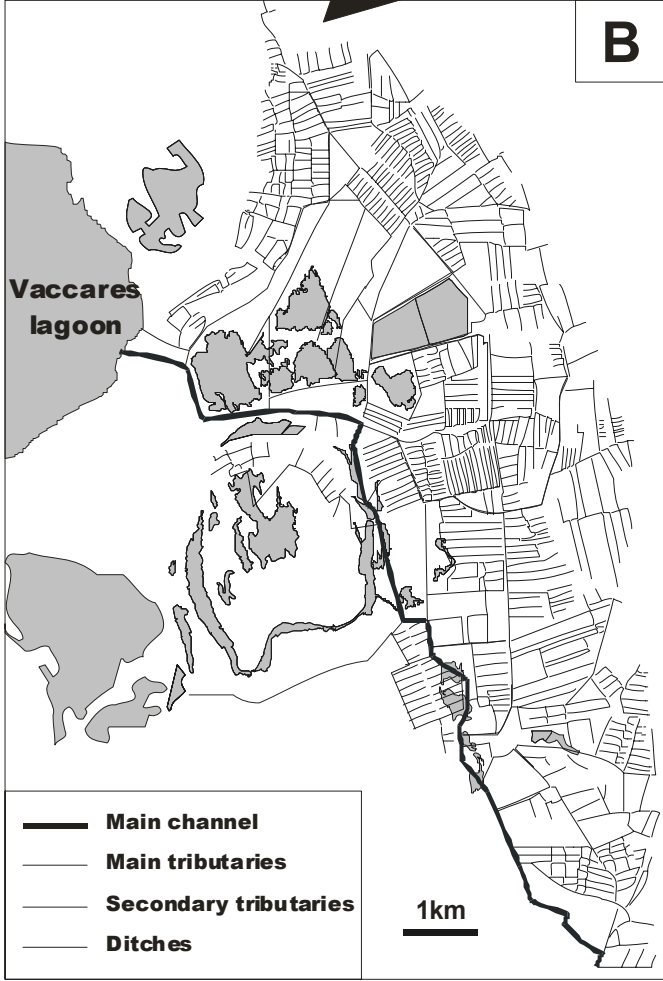 B
Vaccares
lagoon
Main channel
Main tributaries
Secondary tributaries
Ditches
1km